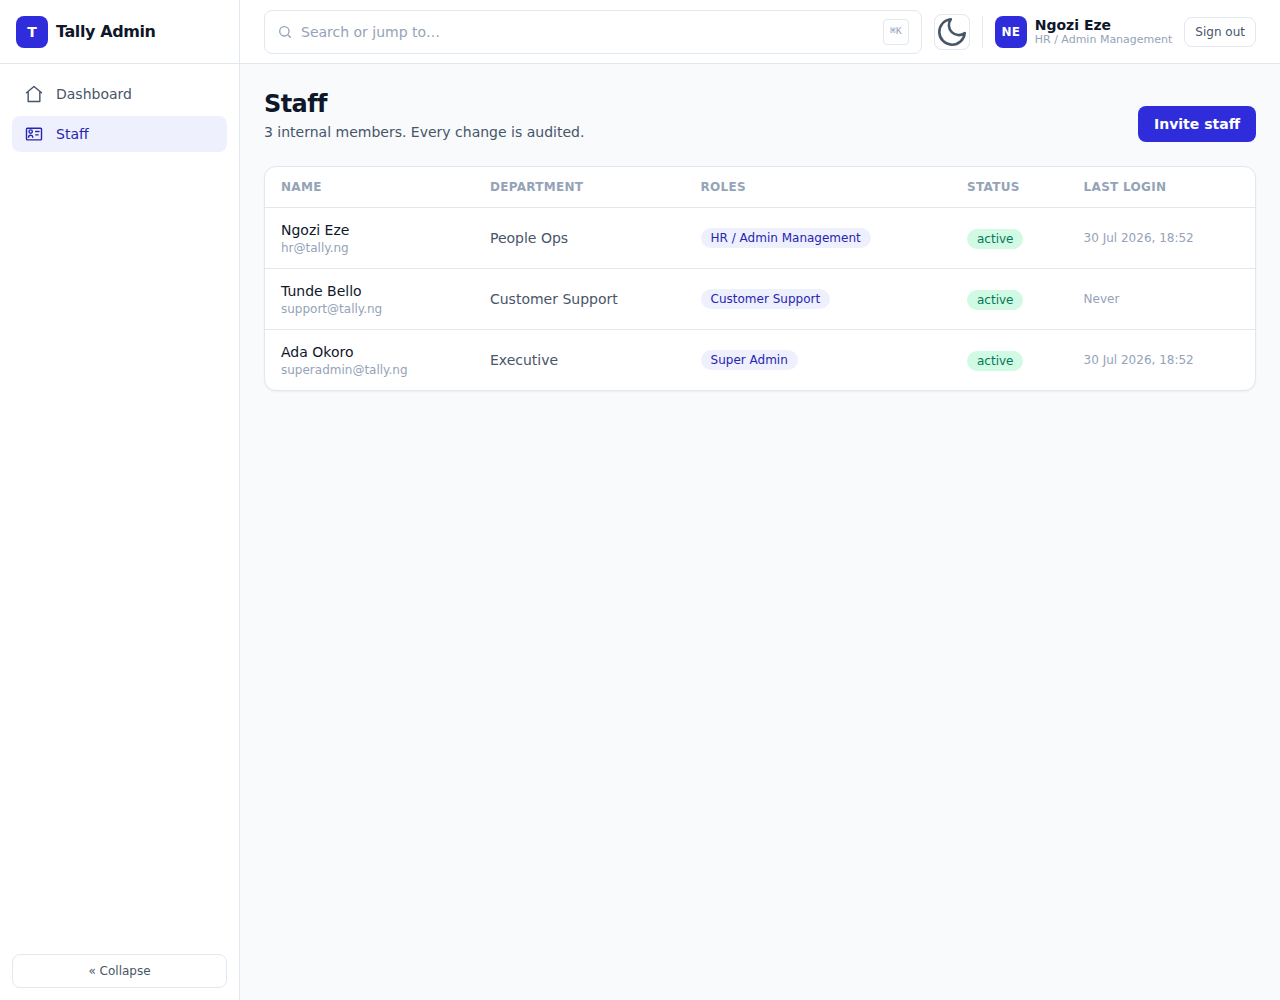 T Tally Admin
Search or jump to... ⌘K
NE Ngozi Eze
HR / Admin Management
Sign out
Dashboard
Staff
Staff
3 internal members. Every change is audited.
Invite staff
NAME DEPARTMENT ROLES STATUS LAST LOGIN
Ngozi Eze
hr@tally.ng
People Ops HR / Admin Management active 30 Jul 2026, 18:52
Tunde Bello
support@tally.ng
Customer Support Customer Support active Never
Ada Okoro
superadmin@tally.ng
Executive Super Admin active 30 Jul 2026, 18:52
« Collapse